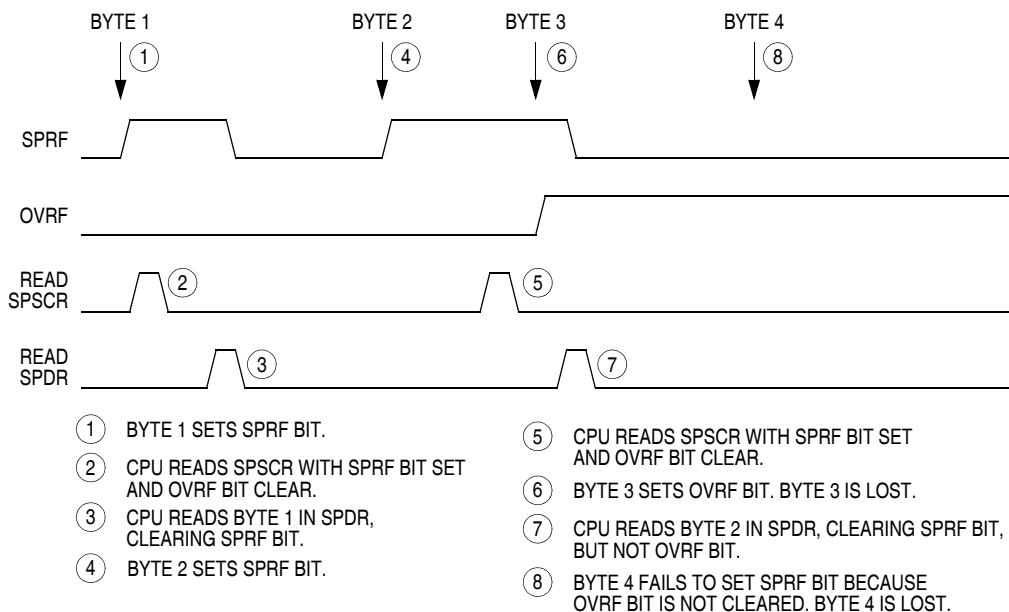 BYTE 1 BYTE 2 BYTE 3 BYTE 4
1 4 6 8
SPRF
OVRF
READ
SPSCR
2 5
READ
SPDR
3 7
1 BYTE 1 SETS SPRF BIT.
2 CPU READS SPSCR WITH SPRF BIT SET
AND OVRF BIT CLEAR.
3 CPU READS BYTE 1 IN SPDR,
CLEARING SPRF BIT.
4 BYTE 2 SETS SPRF BIT.
5 CPU READS SPSCR WITH SPRF BIT SET
AND OVRF BIT CLEAR.
6 BYTE 3 SETS OVRF BIT. BYTE 3 IS LOST.
7 CPU READS BYTE 2 IN SPDR, CLEARING SPRF BIT,
BUT NOT OVRF BIT.
8 BYTE 4 FAILS TO SET SPRF BIT BECAUSE
OVRF BIT IS NOT CLEARED. BYTE 4 IS LOST.